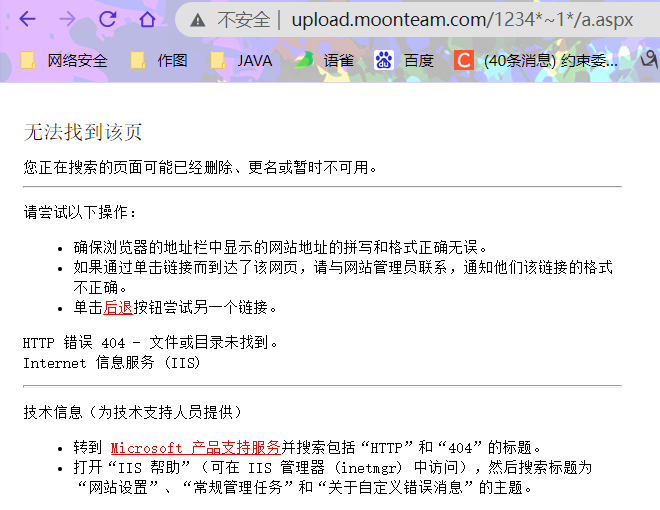 不安全 | upload.moonteam.com/1234*~1*/a.aspx
网络安全 作图 JAVA 语雀 百度 C (40条消息) 约束委...
无法找到该页
您正在搜索的页面可能已经删除、更名或暂时不可用。
请尝试以下操作：
• 确保浏览器的地址栏中显示的网站地址的拼写和格式正确无误。
• 如果通过单击链接而到达了该网页，请与网站管理员联系，通知他们该链接的格式
不正确。
• 单击后退按钮尝试另一个链接。
HTTP 错误 404 - 文件或目录未找到。
Internet 信息服务 (IIS)
技术信息（为技术支持人员提供）
• 转到 Microsoft 产品支持服务并搜索包括“HTTP”和“404”的标题。
• 打开“IIS 帮助”（可在 IIS 管理器 (inetmgr) 中访问），然后搜索标题为
“网站设置”、“常规管理任务”和“关于自定义错误消息”的主题。